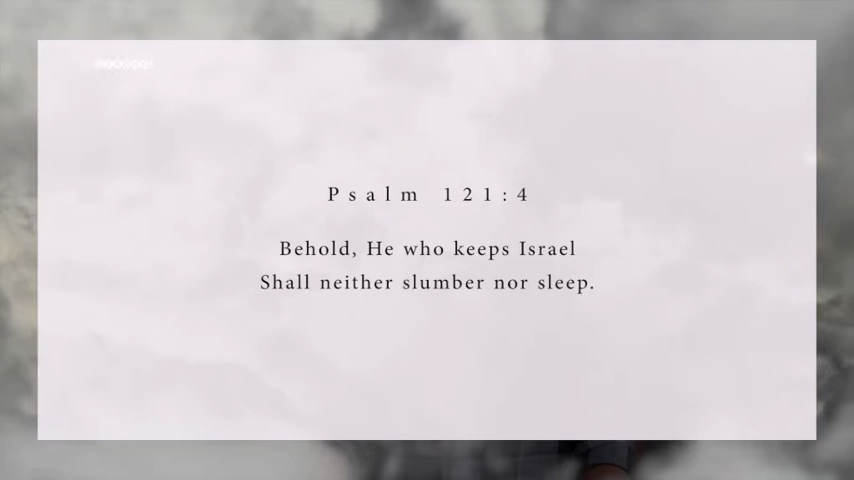 Psalm 121:4
Behold, He who keeps Israel
Shall neither slumber nor sleep.